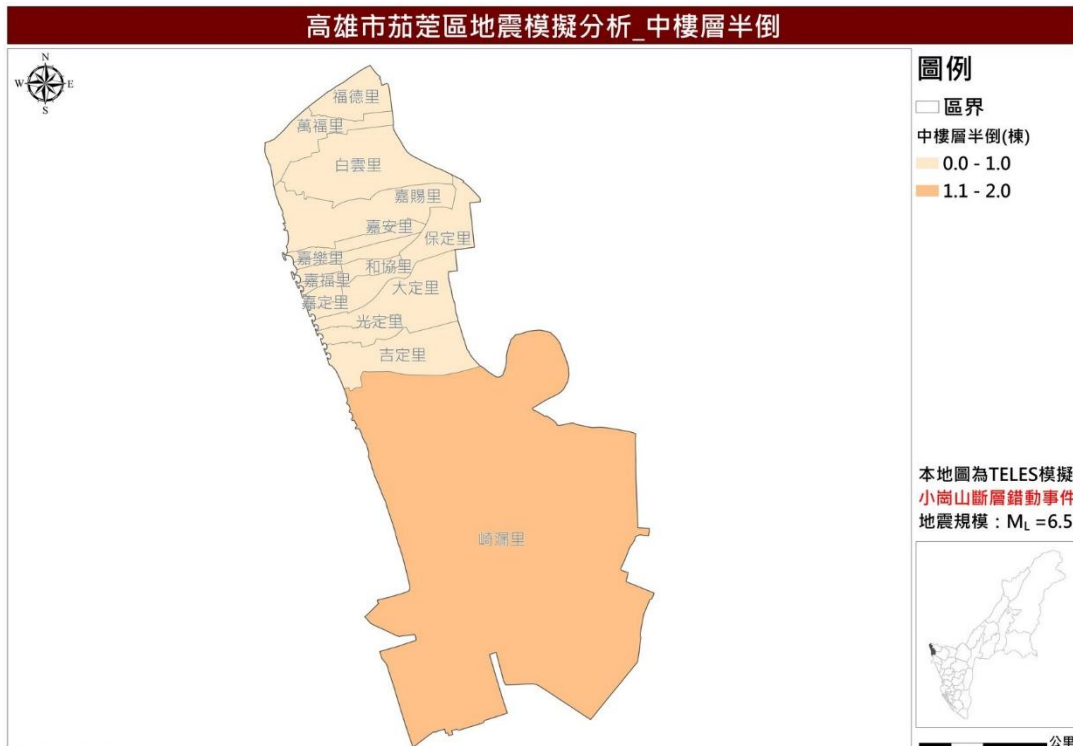 高雄市茄萣區地震模擬分析_中樓層半倒
N
W
E
S
福德里
萬福里
白雲里
嘉賜里
嘉安里
保定里
嘉樂里
和協里
嘉福里
大定里
嘉定里
光定里
吉定里
崎漏里
圖例
區界
中樓層半倒(棟)
0.0 - 1.0
1.1 - 2.0
本地圖為TELES模擬
小崗山斷層錯動事件
地震規模：ML =6.5
公里